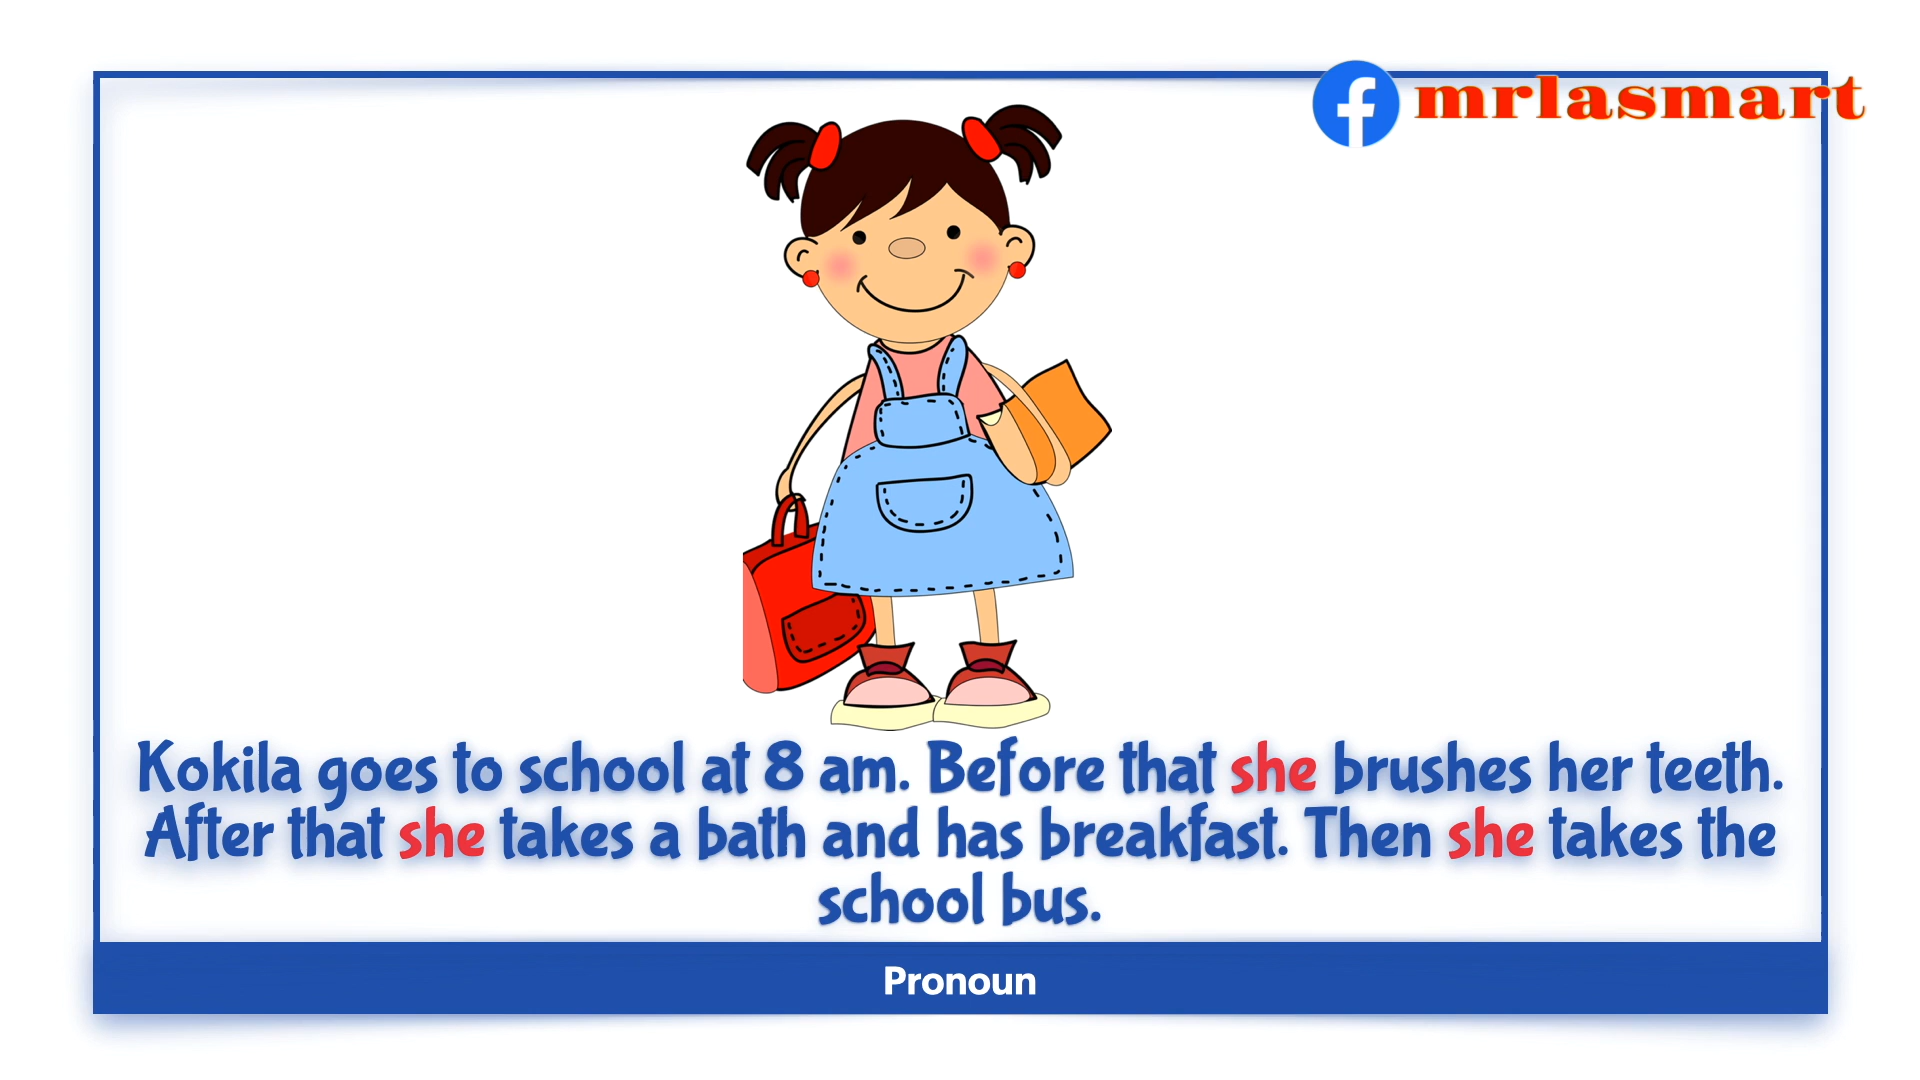 mrlasmart
Kokila goes to school at 8 am. Before that she brushes her teeth.
After that she takes a bath and has breakfast. Then she takes the
school bus.
Pronoun